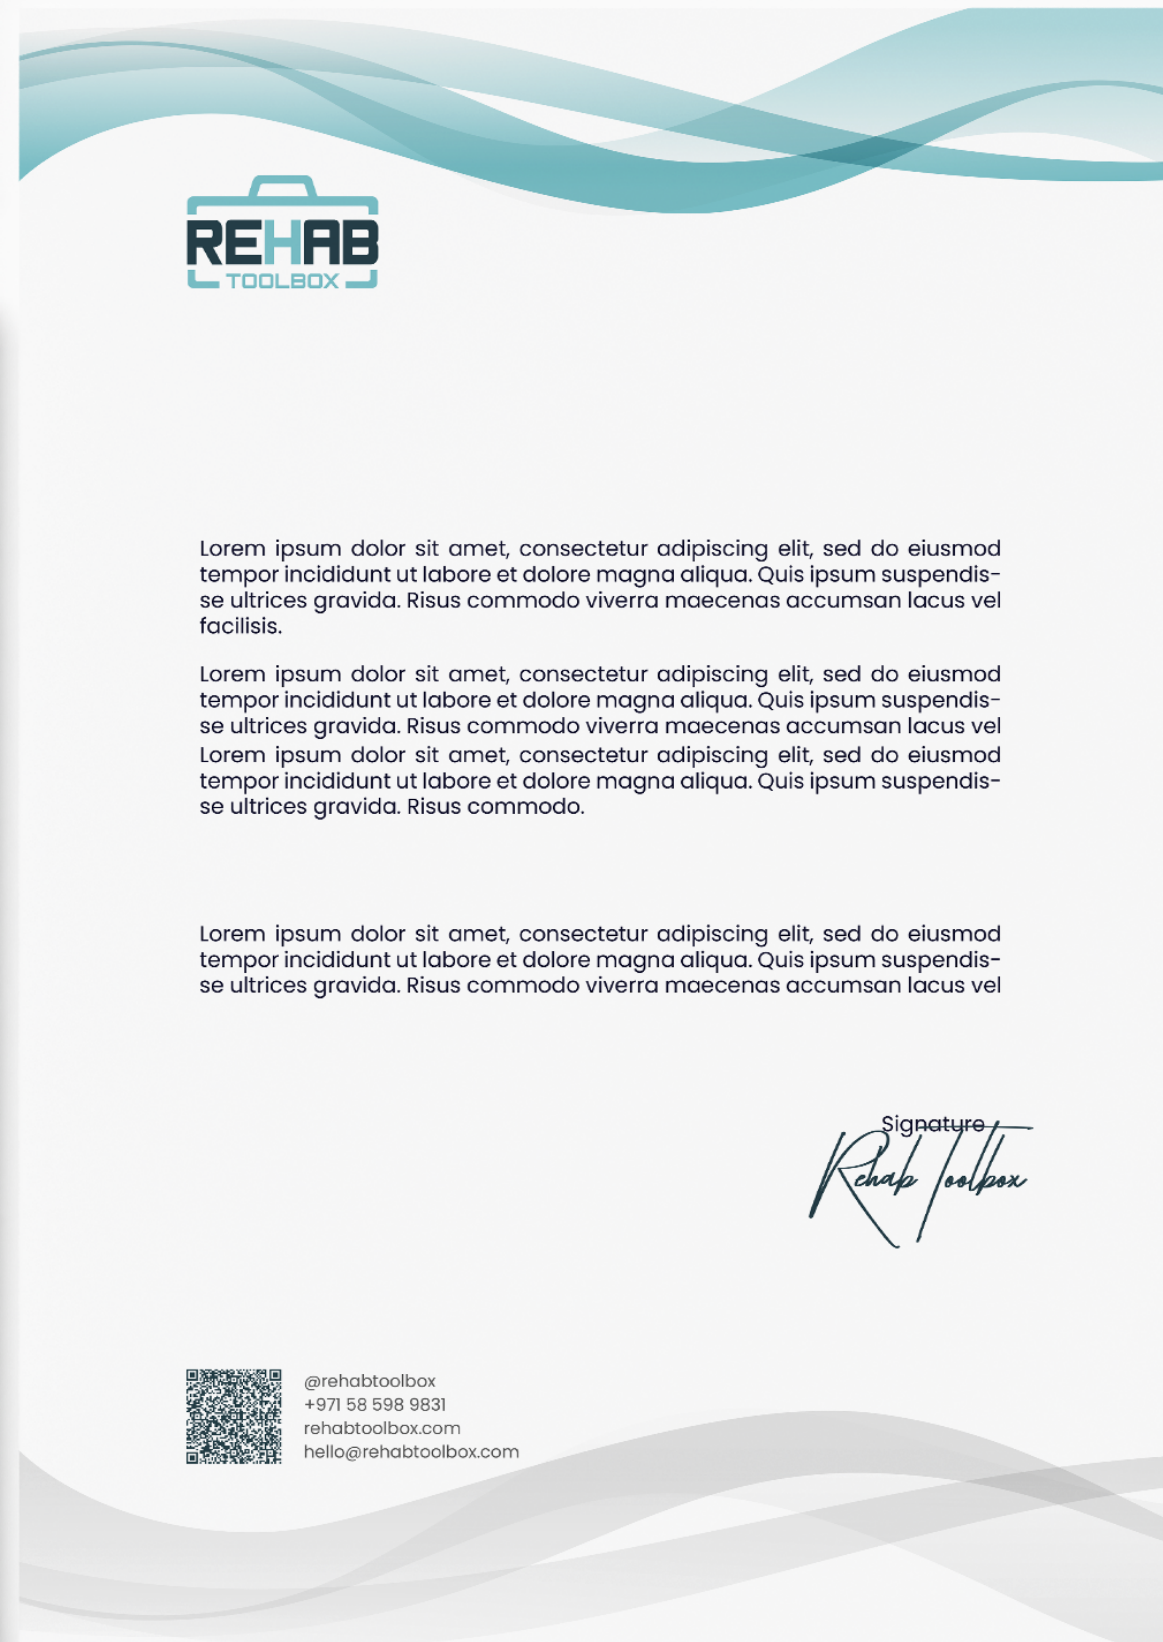 REHAB
TOOLBOX
Lorem ipsum dolor sit amet, consectetur adipiscing elit, sed do eiusmod
tempor incididunt ut labore et dolore magna aliqua. Quis ipsum suspendis-
se ultrices gravida. Risus commodo viverra maecenas accumsan lacus vel
facilisis.
Lorem ipsum dolor sit amet, consectetur adipiscing elit, sed do eiusmod
tempor incididunt ut labore et dolore magna aliqua. Quis ipsum suspendis-
se ultrices gravida. Risus commodo viverra maecenas accumsan lacus vel
Lorem ipsum dolor sit amet, consectetur adipiscing elit, sed do eiusmod
tempor incididunt ut labore et dolore magna aliqua. Quis ipsum suspendis-
se ultrices gravida. Risus commodo.
Lorem ipsum dolor sit amet, consectetur adipiscing elit, sed do eiusmod
tempor incididunt ut labore et dolore magna aliqua. Quis ipsum suspendis-
se ultrices gravida. Risus commodo viverra maecenas accumsan lacus vel
Signature
Rehab Toolbox
@rehabtoolbox
+971 58 598 9831
rehabtoolbox.com
hello@rehabtoolbox.com